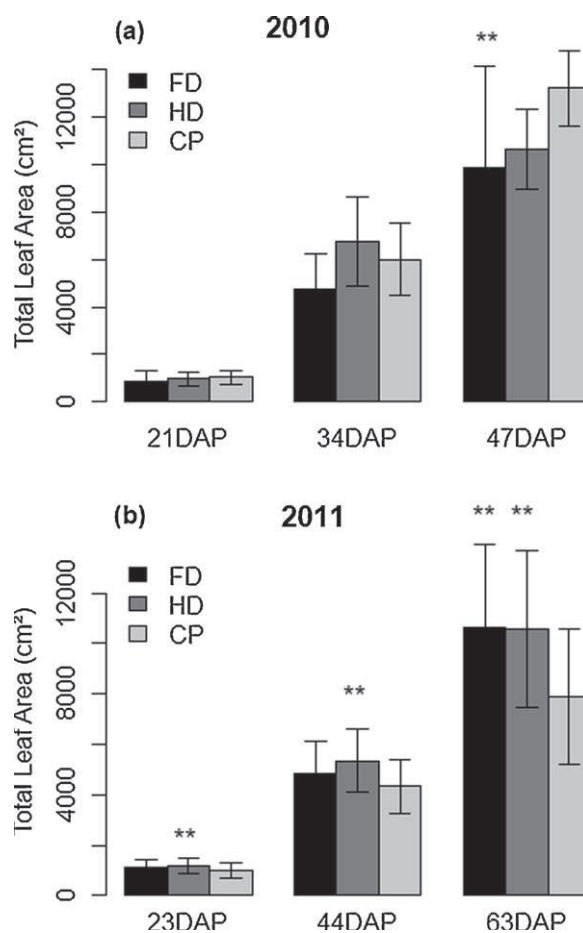 (a) 2010
**
FD
HD
CP
Total Leaf Area (cm²)
0 4000 8000 12000
21DAP 34DAP 47DAP
(b) 2011
** **
FD
HD
CP
**
**
Total Leaf Area (cm²)
0 4000 8000 12000
23DAP 44DAP 63DAP